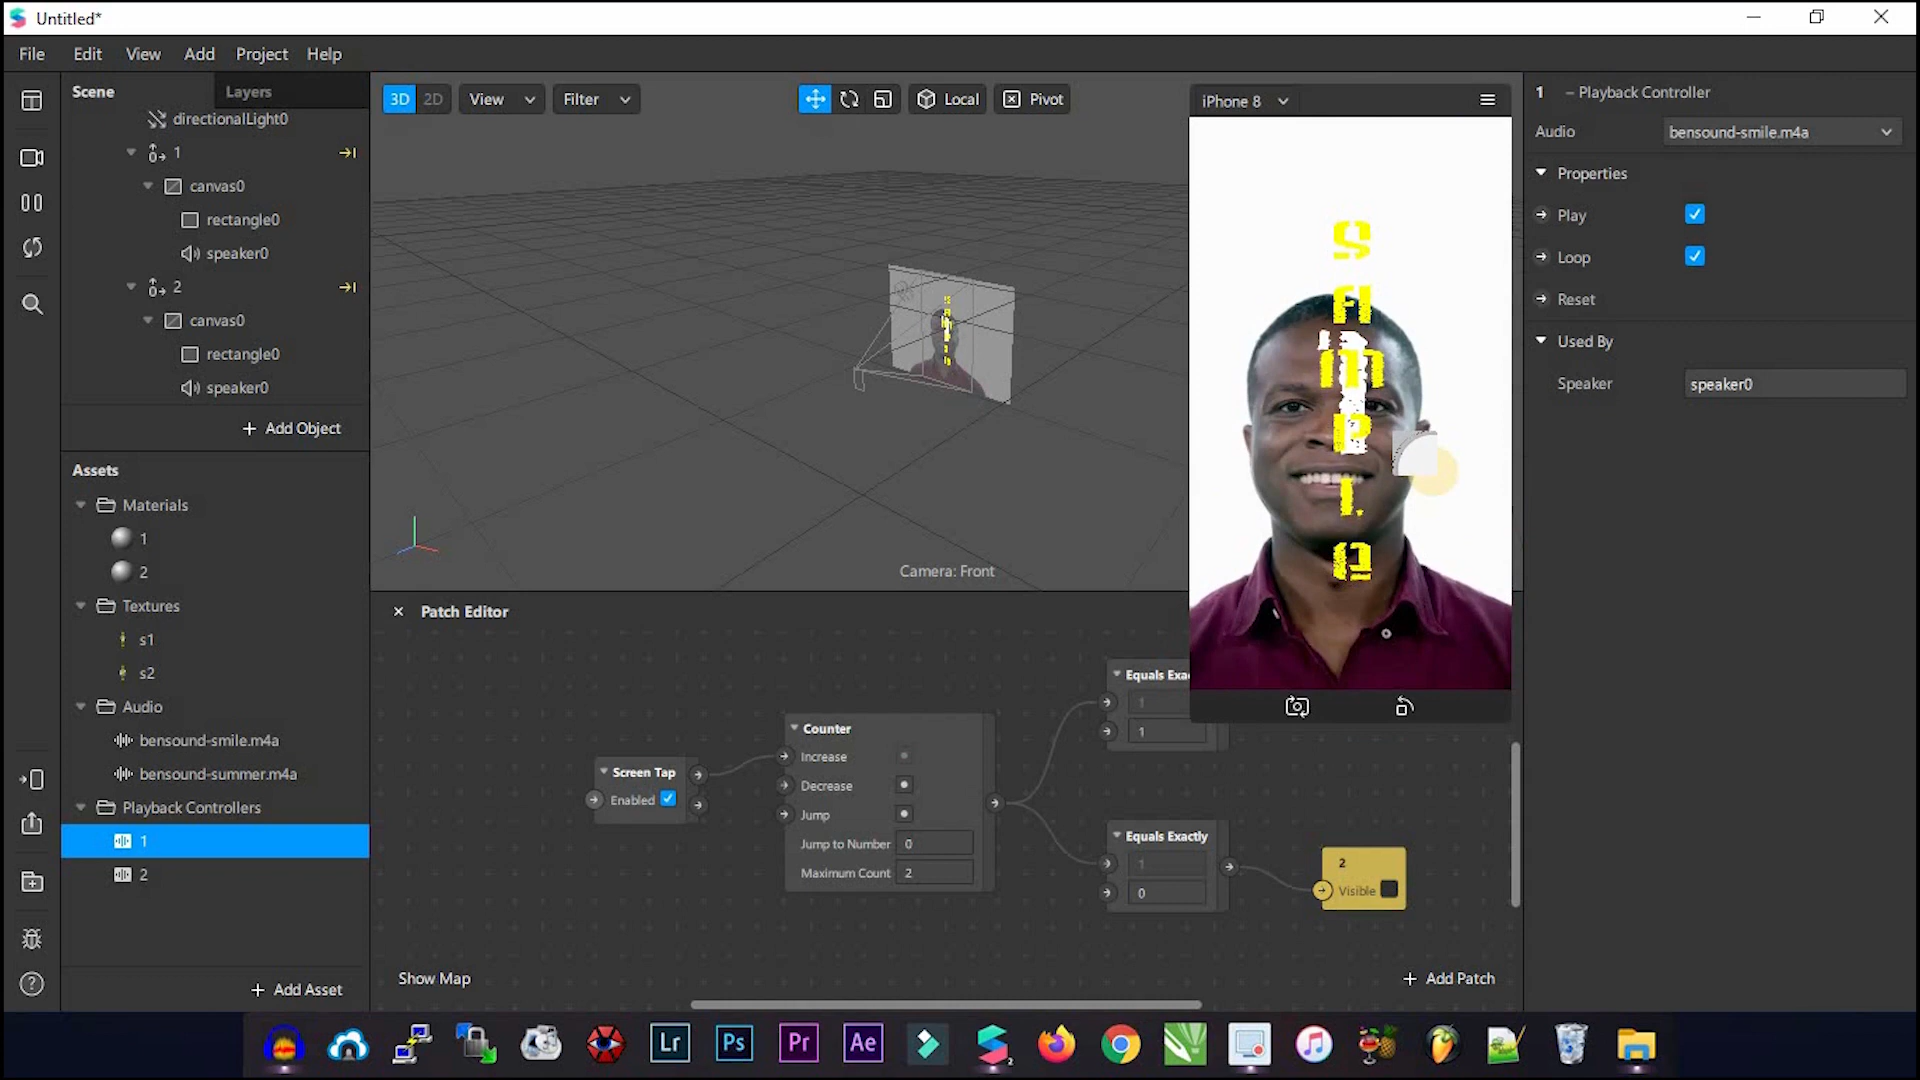 Untitled*
File Edit View Add Project Help
Scene Layers
directionalLight0
1
canvas0
rectangle0
speaker0
2
canvas0
rectangle0
speaker0
+ Add Object
Assets
Materials
1
2
Textures
s1
s2
Audio
bensound-smile.m4a
bensound-summer.m4a
Playback Controllers
1
2
+ Add Asset
3D 2D View Filter Local Pivot
Camera: Front
iPhone 8
S
A
M
P
L
e
1 – Playback Controller
Audio bensound-smile.m4a
Properties
Play
Loop
Reset
Used By
Speaker speaker0
Patch Editor
Screen Tap
Enabled
Counter
Increase
Decrease
Jump
Jump to Number 0
Maximum Count 2
Equals Exa
1
1
Equals Exactly
1
0
2
Visible
Show Map
+ Add Patch
Lr Ps Pr Ae
2